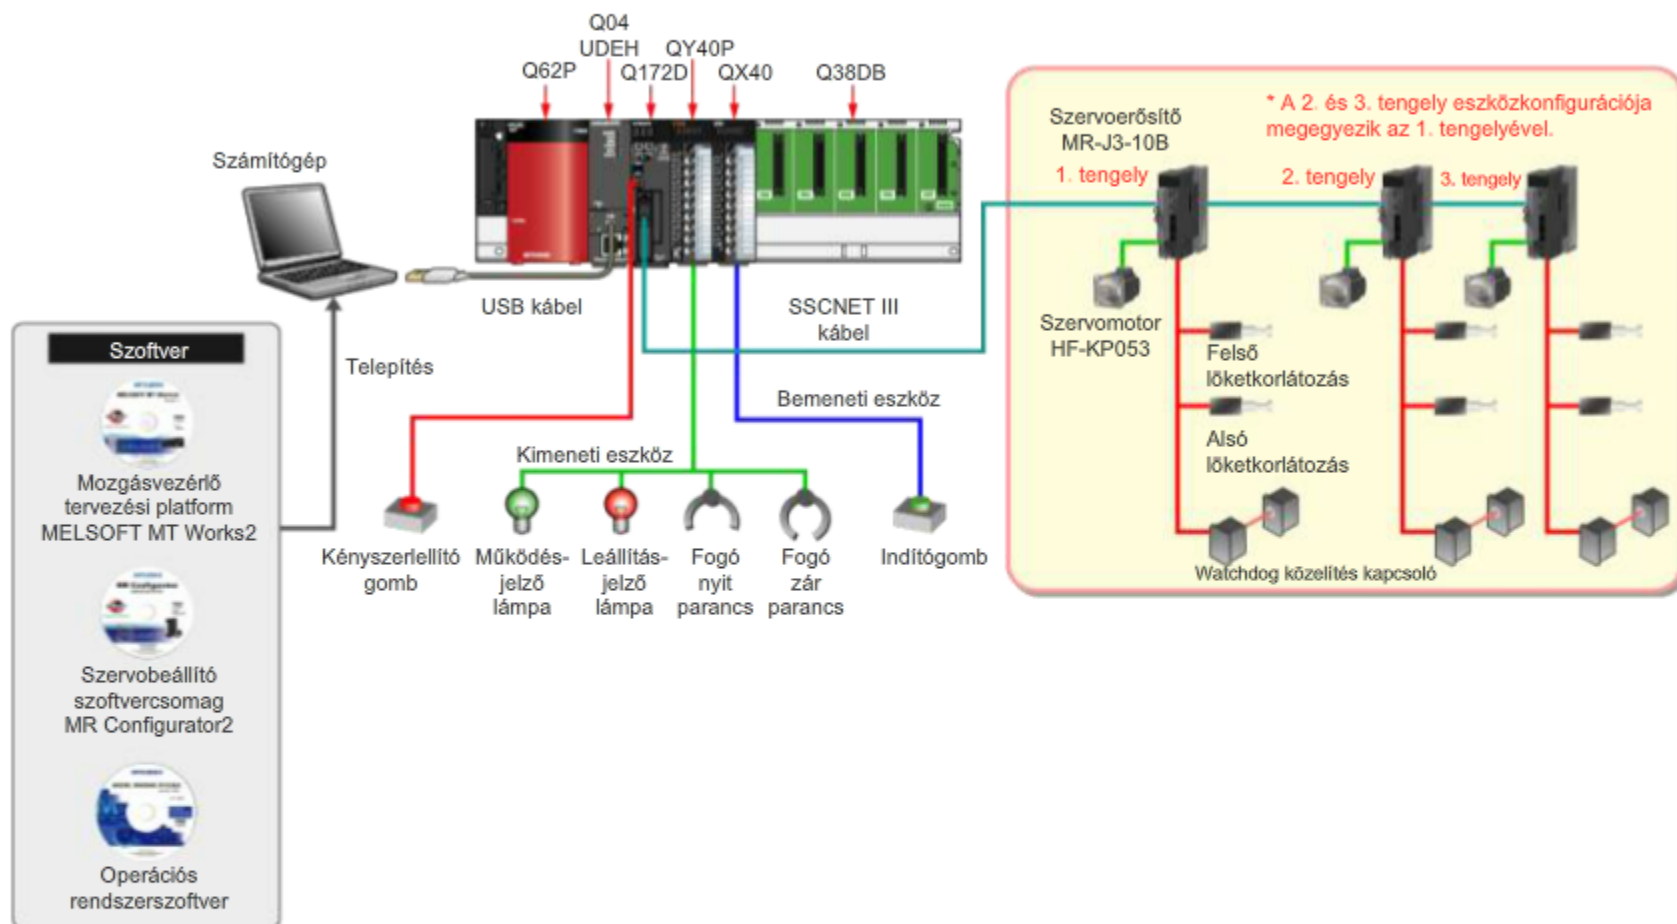 Q04
UDEH
Q62P
Q172D
QY40P
QX40
Q38DB
Számítógép
USB kábel
SSCNET III
kábel
Telepítés
Szoftver
Mozgásvezérlő
tervezési platform
MELSOFT MT Works2
Szervobeállító
szoftvercsomag
MR Configurator2
Operációs
rendszerszoftver
Bemeneti eszköz
Kimeneti eszköz
Kényszerlellító
gomb
Működés-
jelző
lámpa
Leállítás-
jelző
lámpa
Fogó
nyit
parancs
Fogó
zár
parancs
Indítógomb
Szervoerősítő
MR-J3-10B
* A 2. és 3. tengely eszközkonfigurációja
megegyezik az 1. tengelyével.
1. tengely
2. tengely
3. tengely
Szervomotor
HF-KP053
Felső
löketkorlátozás
Alsó
löketkorlátozás
Watchdog közelítés kapcsoló